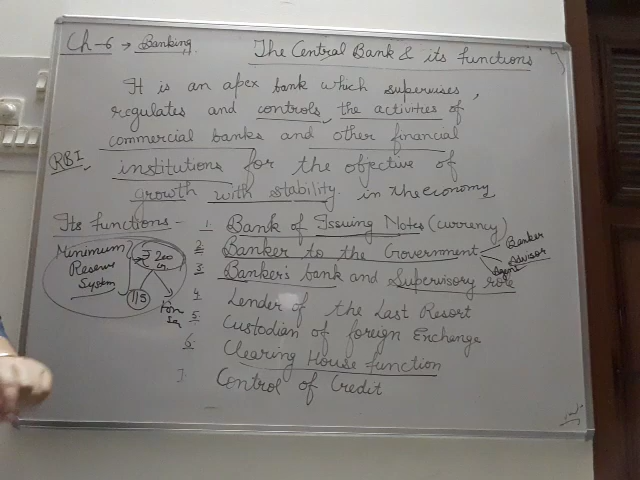 Ch-6 → Banking
The Central Bank & its functions
It is an apex bank which supervises,
regulates and controls, the activities of
commercial banks and other financial
RBI
institutions for the objective of
growth with stability. in the economy
Its functions -
1. Bank of Issuing Notes (currency)
2. Banker to the Government
Banker
Advisor
Agent
3. Banker's bank and Supervisory role
4. Lender of the Last Resort
5. Custodian of foreign Exchange
6. Clearing House function
7. Control of Credit
Minimum
Reserve
System
₹ 200
cr.
115